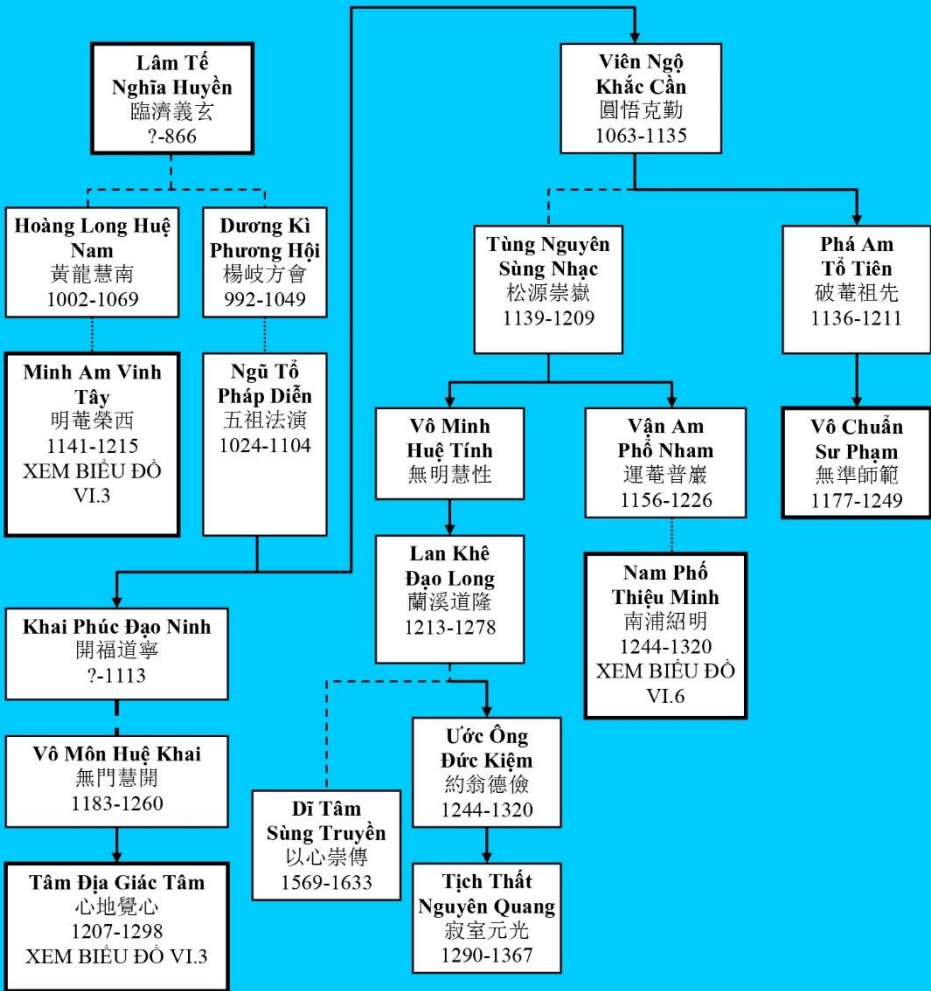 Lâm Tế
Nghĩa Huyền
臨濟義玄
?-866
Viên Ngộ
Khắc Cần
圓悟克勤
1063-1135
Hoàng Long Huệ
Nam
黃龍慧南
1002-1069
Dương Kì
Phương Hội
楊岐方會
992-1049
Tùng Nguyên
Sùng Nhạc
松源崇嶽
1139-1209
Phá Am
Tổ Tiên
破菴祖先
1136-1211
Minh Am Vinh
Tây
明菴榮西
1141-1215
XEM BIỂU ĐỒ
VI.3
Ngũ Tổ
Pháp Diễn
五祖法演
1024-1104
Vô Minh
Huệ Tính
無明慧性
Vận Am
Phổ Nham
運菴普巖
1156-1226
Vô Chuẩn
Sư Phạm
無準師範
1177-1249
Lan Khê
Đạo Long
蘭溪道隆
1213-1278
Nam Phố
Thiệu Minh
南浦紹明
1244-1320
XEM BIỂU ĐỒ
VI.6
Khai Phúc Đạo Ninh
開福道寧
?-1113
Vô Môn Huệ Khai
無門慧開
1183-1260
Ước Ông
Đức Kiệm
約翁德儉
1244-1320
Dĩ Tâm
Sùng Truyền
以心崇傳
1569-1633
Tâm Địa Giác Tâm
心地覺心
1207-1298
XEM BIỂU ĐỒ VI.3
Tịch Thất
Nguyên Quang
寂室元光
1290-1367